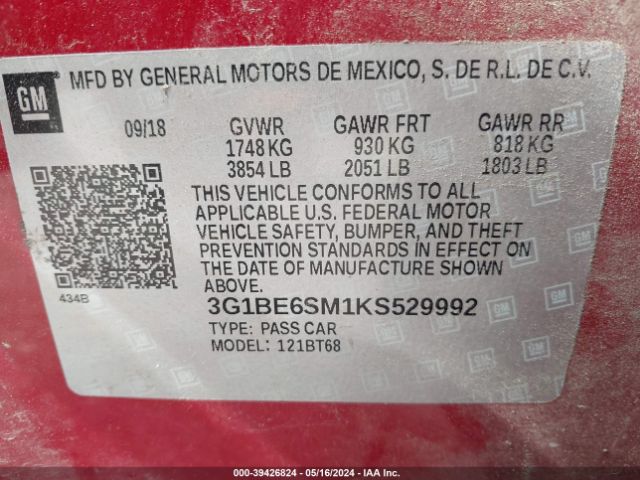 GM
MFD BY GENERAL MOTORS DE MEXICO, S. DE R.L. DE C.V.
09/18 GVWR GAWR FRT GAWR RR
1748 KG 930 KG 818 KG
3854 LB 2051 LB 1803 LB
THIS VEHICLE CONFORMS TO ALL
APPLICABLE U.S. FEDERAL MOTOR
VEHICLE SAFETY, BUMPER, AND THEFT
PREVENTION STANDARDS IN EFFECT ON
THE DATE OF MANUFACTURE SHOWN
ABOVE.
434B
3G1BE6SM1KS529992
TYPE: PASS CAR
MODEL: 121BT68
000-39426824 / 05/16/2024 / IAA Inc.